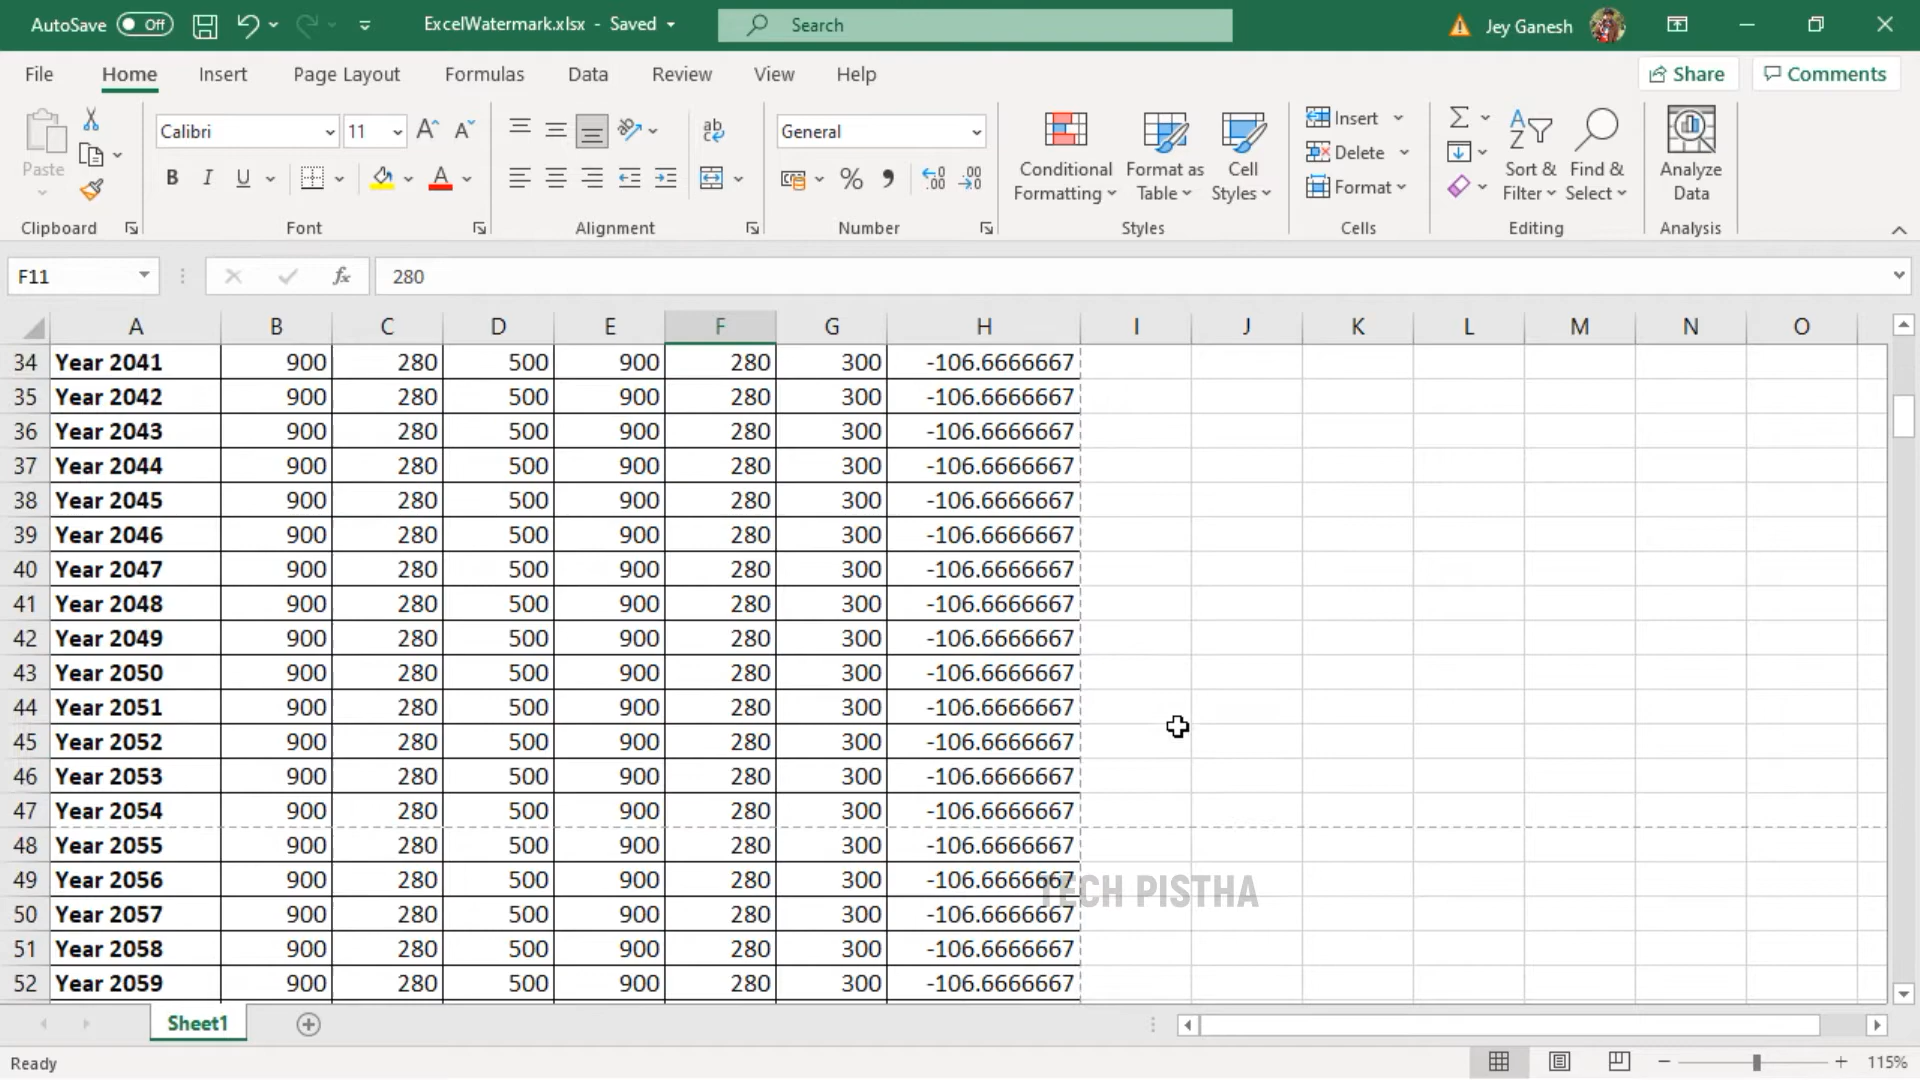 AutoSave Off ExcelWatermark.xlsx - Saved Search Jey Ganesh
File Home Insert Page Layout Formulas Data Review View Help Share Comments
Paste Calibri 11 A A ab c General Conditional Formatting Format as Table Cell Styles Insert Delete Format Σ A Z Sort & Filter Find & Select Analyze Data
B I U A % , .00 .00
Clipboard Font Alignment Number Styles Cells Editing Analysis
F11 fx 280
A B C D E F G H I J K L M N O
34 Year 2041 900 280 500 900 280 300 -106.6666667
35 Year 2042 900 280 500 900 280 300 -106.6666667
36 Year 2043 900 280 500 900 280 300 -106.6666667
37 Year 2044 900 280 500 900 280 300 -106.6666667
38 Year 2045 900 280 500 900 280 300 -106.6666667
39 Year 2046 900 280 500 900 280 300 -106.6666667
40 Year 2047 900 280 500 900 280 300 -106.6666667
41 Year 2048 900 280 500 900 280 300 -106.6666667
42 Year 2049 900 280 500 900 280 300 -106.6666667
43 Year 2050 900 280 500 900 280 300 -106.6666667
44 Year 2051 900 280 500 900 280 300 -106.6666667
45 Year 2052 900 280 500 900 280 300 -106.6666667
46 Year 2053 900 280 500 900 280 300 -106.6666667
47 Year 2054 900 280 500 900 280 300 -106.6666667
48 Year 2055 900 280 500 900 280 300 -106.6666667
49 Year 2056 900 280 500 900 280 300 -106.6666667
TECH PISTHA
50 Year 2057 900 280 500 900 280 300 -106.6666667
51 Year 2058 900 280 500 900 280 300 -106.6666667
52 Year 2059 900 280 500 900 280 300 -106.6666667
Sheet1
Ready 115%